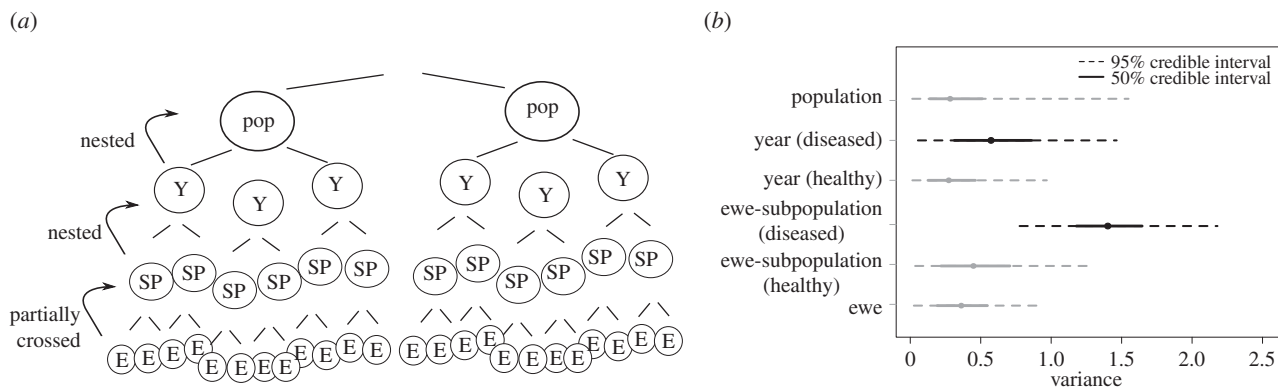 (a)
pop
pop
nested
Y
Y
Y
Y
Y
Y
nested
SP SP SP SP SP SP
SP SP SP SP SP SP
partially
crossed
E E E E E E E E E E E E
E E E E E E E E E E E E
(b)
95% credible interval
50% credible interval
population
year (diseased)
year (healthy)
ewe-subpopulation
(diseased)
ewe-subpopulation
(healthy)
ewe
0 0.5 1.0 1.5 2.0 2.5
variance